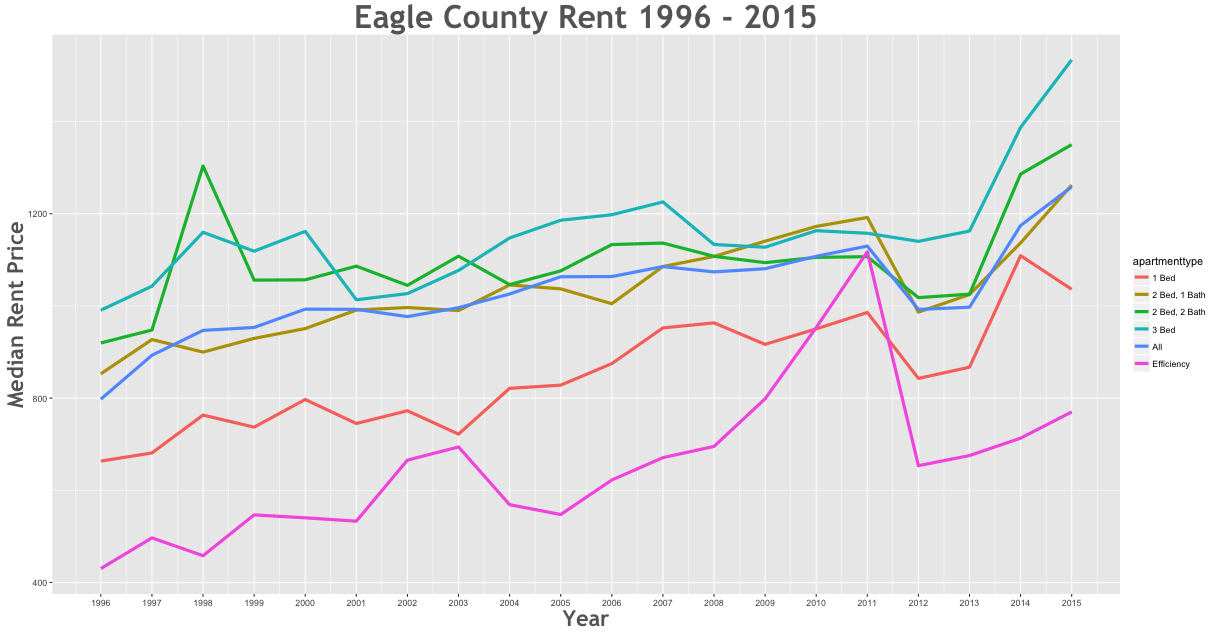 Eagle County Rent 1996 - 2015
Median Rent Price
1200
800
400
1996 1997 1998 1999 2000 2001 2002 2003 2004 2005 2006 2007 2008 2009 2010 2011 2012 2013 2014 2015
Year
apartmenttype
1 Bed
2 Bed, 1 Bath
2 Bed, 2 Bath
3 Bed
All
Efficiency